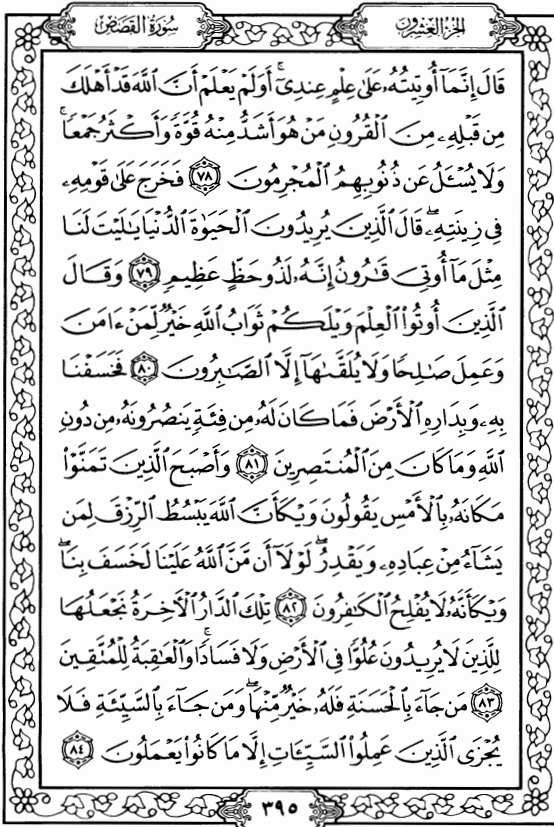 الجزء العشرون
سورة القصص
قَالَ إِنَّمَآ أُوتِيتُهُۥ عَلَىٰ عِلْمٍ عِندِىٓ ۚ أَوَلَمْ يَعْلَمْ أَنَّ ٱللَّهَ قَدْ أَهْلَكَ
مِن قَبْلِهِۦ مِنَ ٱلْقُرُونِ مَنْ هُوَ أَشَدُّ مِنْهُ قُوَّةً وَأَكْثَرُ جَمْعًا ۚ
وَلَا يُسْـَٔلُ عَن ذُنُوبِهِمُ ٱلْمُجْرِمُونَ ٧٨ فَخَرَجَ عَلَىٰ قَوْمِهِۦ
فِى زِينَتِهِۦ ۖ قَالَ ٱلَّذِينَ يُرِيدُونَ ٱلْحَيَوٰةَ ٱلدُّنْيَا يَـٰلَيْتَ لَنَا
مِثْلَ مَآ أُوتِىَ قَـٰرُونُ إِنَّهُۥ لَذُو حَظٍّ عَظِيمٍ ٧٩ وَقَالَ
ٱلَّذِينَ أُوتُوا۟ ٱلْعِلْمَ وَيْلَكُمْ ثَوَابُ ٱللَّهِ خَيْرٌ لِّمَنْ ءَامَنَ
وَعَمِلَ صَـٰلِحًا وَلَا يُلَقَّىٰهَآ إِلَّا ٱلصَّـٰبِرُونَ ٨٠ فَخَسَفْنَا
بِهِۦ وَبِدَارِهِ ٱلْأَرْضَ فَمَا كَانَ لَهُۥ مِن فِئَةٍ يَنصُرُونَهُۥ مِن دُونِ
ٱللَّهِ وَمَا كَانَ مِنَ ٱلْمُنتَصِرِينَ ٨١ وَأَصْبَحَ ٱلَّذِينَ تَمَنَّوْا۟
مَكَانَهُۥ بِٱلْأَمْسِ يَقُولُونَ وَيْكَأَنَّ ٱللَّهَ يَبْسُطُ ٱلرِّزْقَ لِمَن
يَشَآءُ مِنْ عِبَادِهِۦ وَيَقْدِرُ ۖ لَوْلَآ أَن مَّنَّ ٱللَّهُ عَلَيْنَا لَخَسَفَ بِنَا ۖ
وَيْكَأَنَّهُۥ لَا يُفْلِحُ ٱلْكَـٰفِرُونَ ٨٢ تِلْكَ ٱلدَّارُ ٱلْـَٔاخِرَةُ نَجْعَلُهَا
لِلَّذِينَ لَا يُرِيدُونَ عُلُوًّا فِى ٱلْأَرْضِ وَلَا فَسَادًا ۚ وَٱلْعَـٰقِبَةُ لِلْمُتَّقِينَ
٨٣ مَن جَآءَ بِٱلْحَسَنَةِ فَلَهُۥ خَيْرٌ مِّنْهَا ۖ وَمَن جَآءَ بِٱلسَّيِّئَةِ فَلَا
يُجْزَى ٱلَّذِينَ عَمِلُوا۟ ٱلسَّيِّـَٔاتِ إِلَّا مَا كَانُوا۟ يَعْمَلُونَ ٨٤
٣٩٥